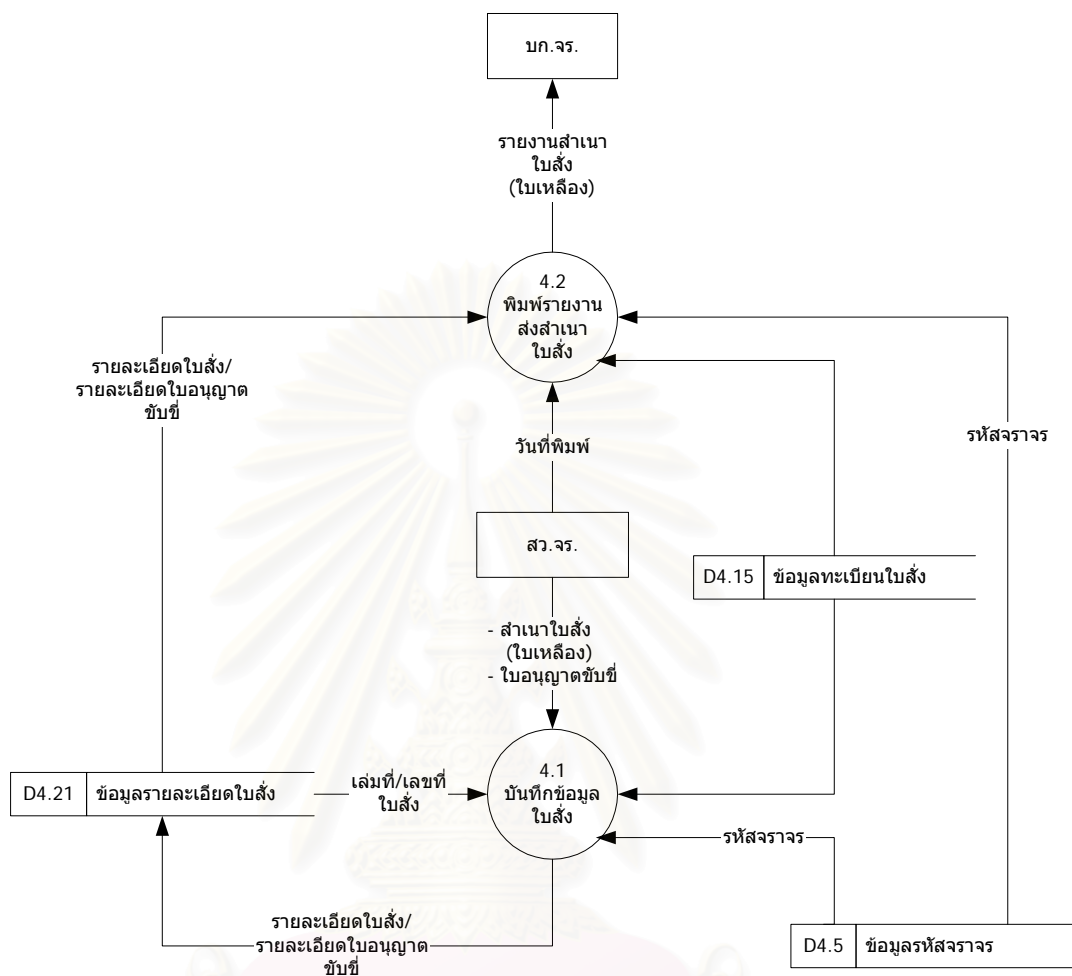 บก.จร.
รายงานสำเนา
ใบสั่ง
(ใบเหลือง)
4.2
พิมพ์รายงาน
ส่งสำเนา
ใบสั่ง
รายละเอียดใบสั่ง/
รายละเอียดใบอนุญาต
ขับขี่
วันที่พิมพ์
รหัสจราจร
สว.จร.
D4.15 ข้อมูลทะเบียนใบสั่ง
- สำเนาใบสั่ง
(ใบเหลือง)
- ใบอนุญาตขับขี่
D4.21 ข้อมูลรายละเอียดใบสั่ง
เล่มที่/เลขที่
ใบสั่ง
4.1
บันทึกข้อมูล
ใบสั่ง
รหัสจราจร
รายละเอียดใบสั่ง/
รายละเอียดใบอนุญาต
ขับขี่
D4.5 ข้อมูลรหัสจราจร